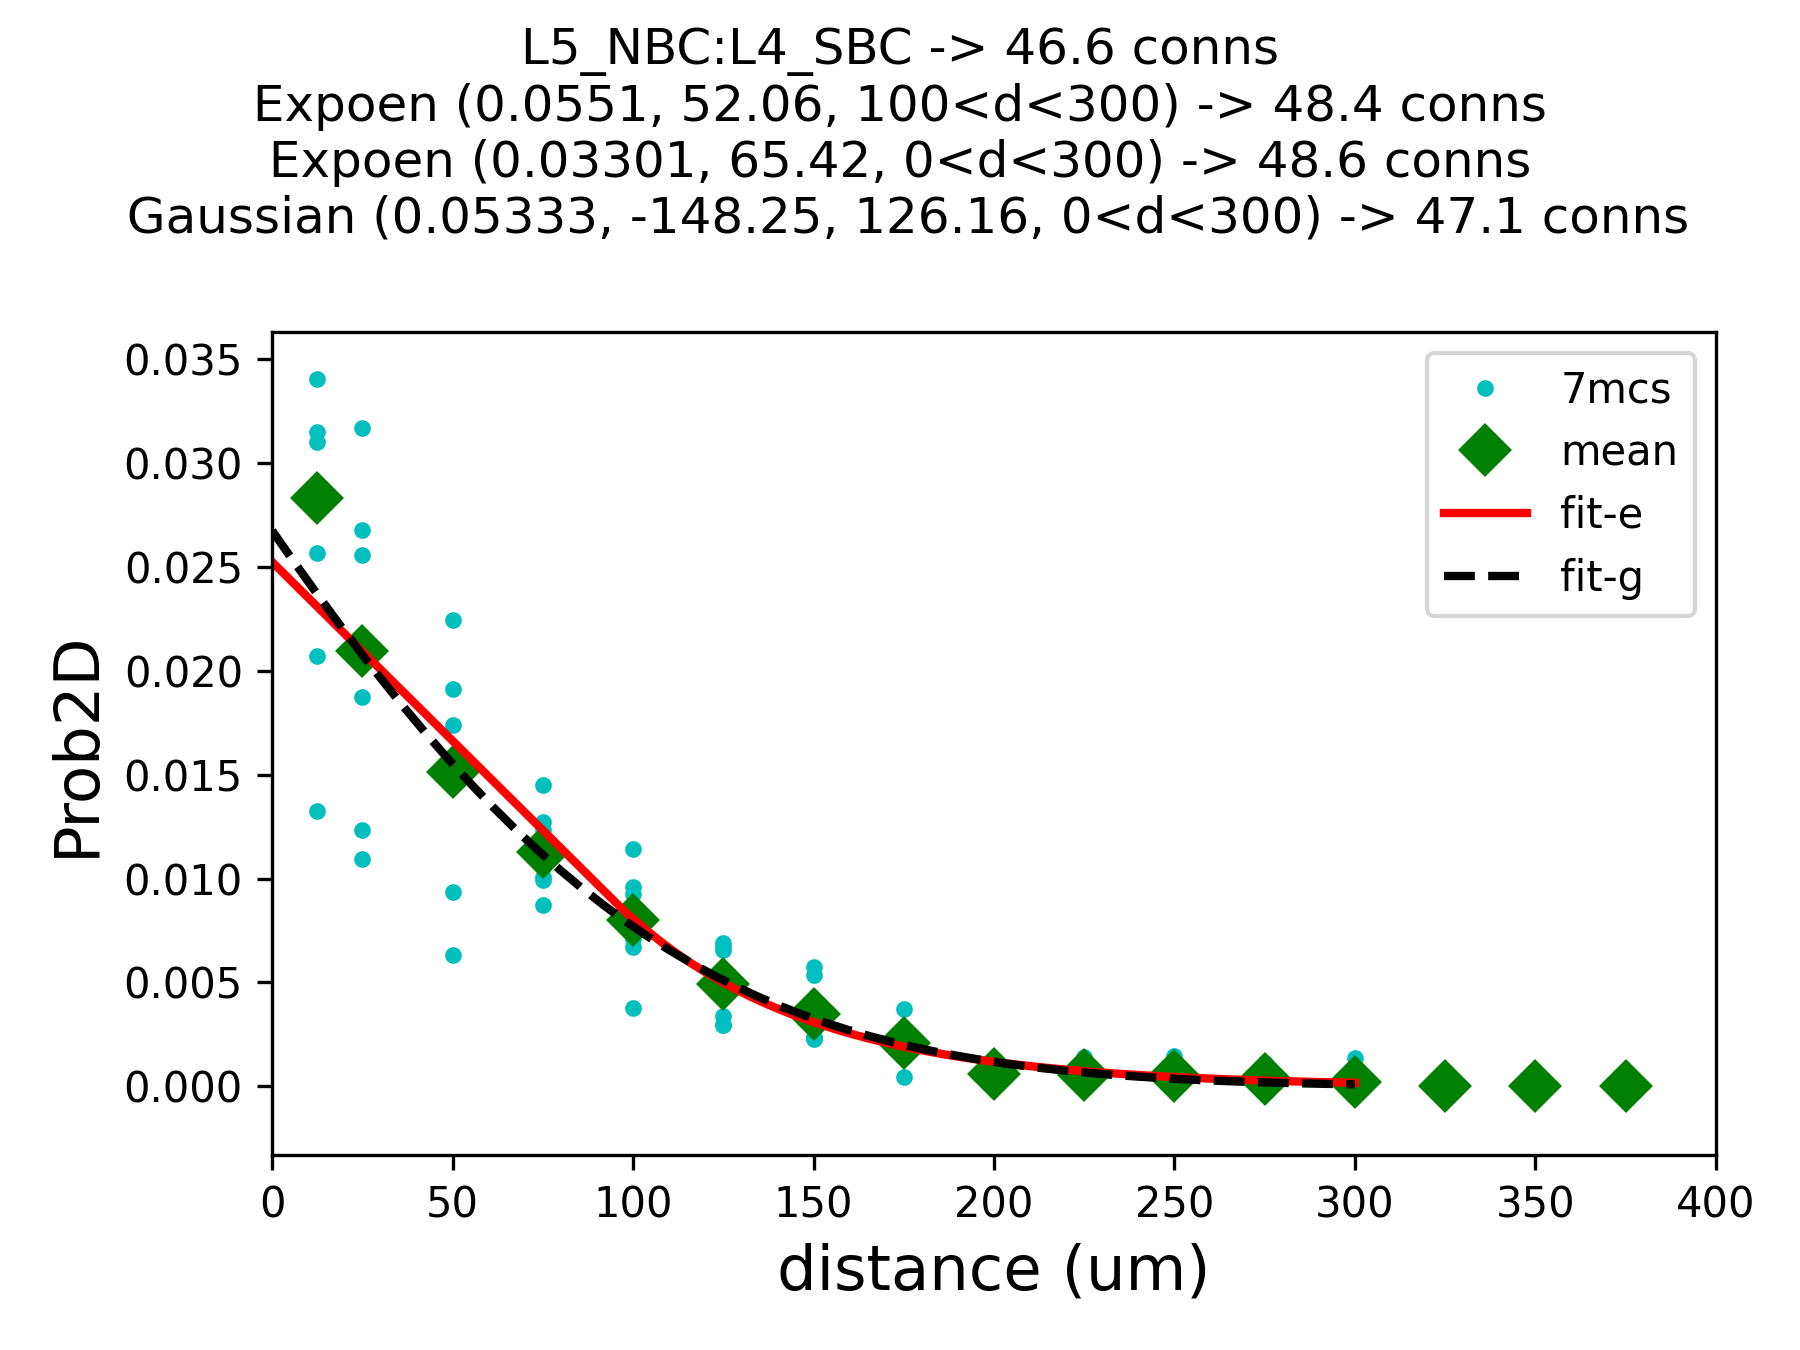 L5_NBC:L4_SBC -> 46.6 conns
Expoen (0.0551, 52.06, 100<d<300) -> 48.4 conns
Expoen (0.03301, 65.42, 0<d<300) -> 48.6 conns
Gaussian (0.05333, -148.25, 126.16, 0<d<300) -> 47.1 conns
0.035
0.030
0.025
0.020
0.015
0.010
0.005
0.000
Prob2D
7mcs
mean
fit-e
fit-g
0 50 100 150 200 250 300 350 400
distance (um)